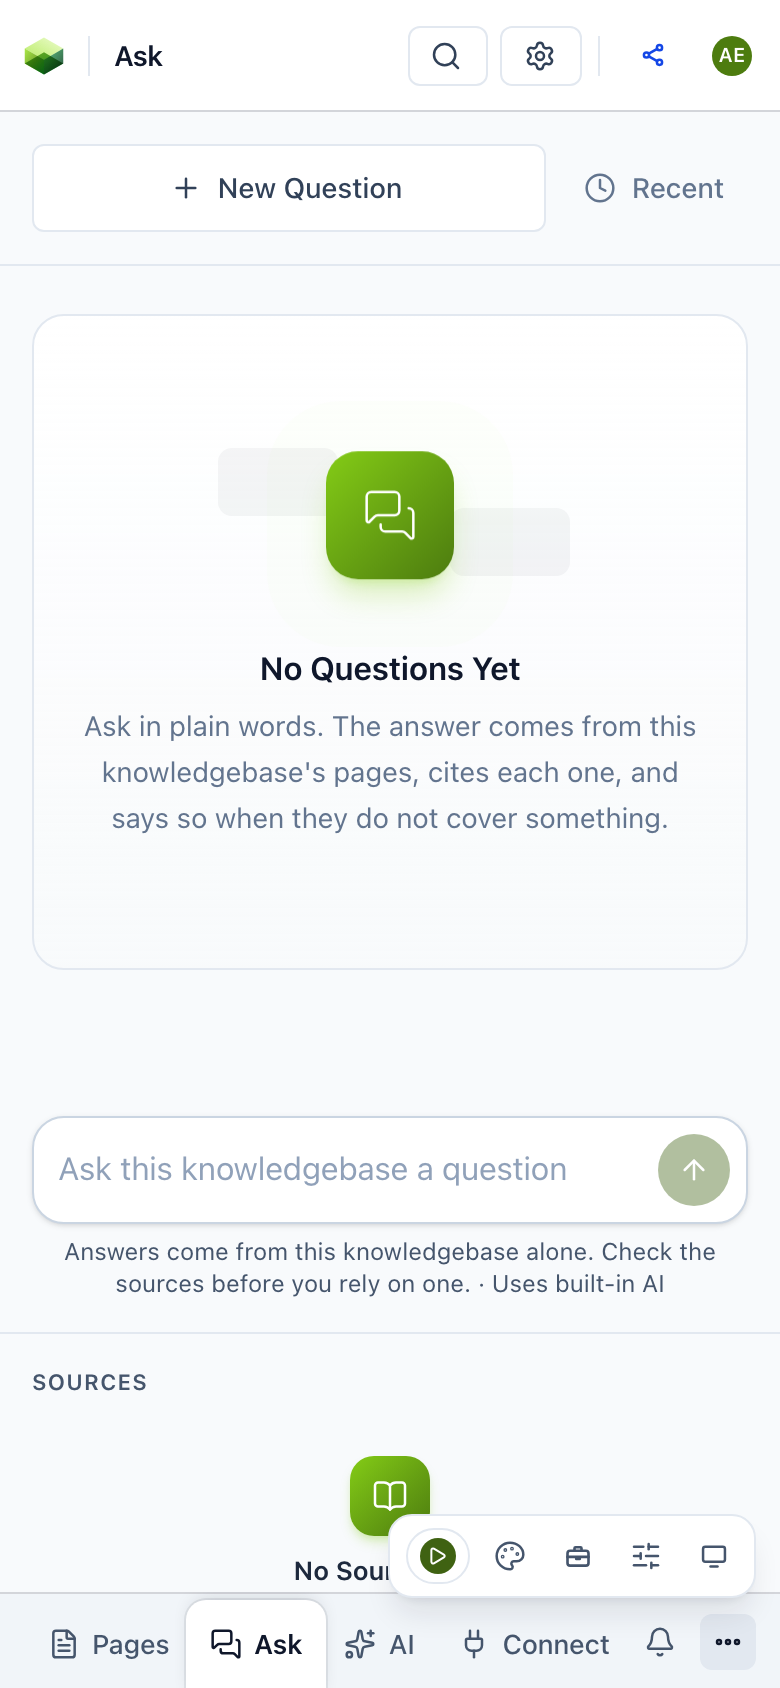 Ask
AE
New Question
Recent
No Questions Yet
Ask in plain words. The answer comes from this
knowledgebase's pages, cites each one, and
says so when they do not cover something.
Ask this knowledgebase a question
Answers come from this knowledgebase alone. Check the
sources before you rely on one. · Uses built-in AI
SOURCES
No
Pages
Ask
AI
Connect